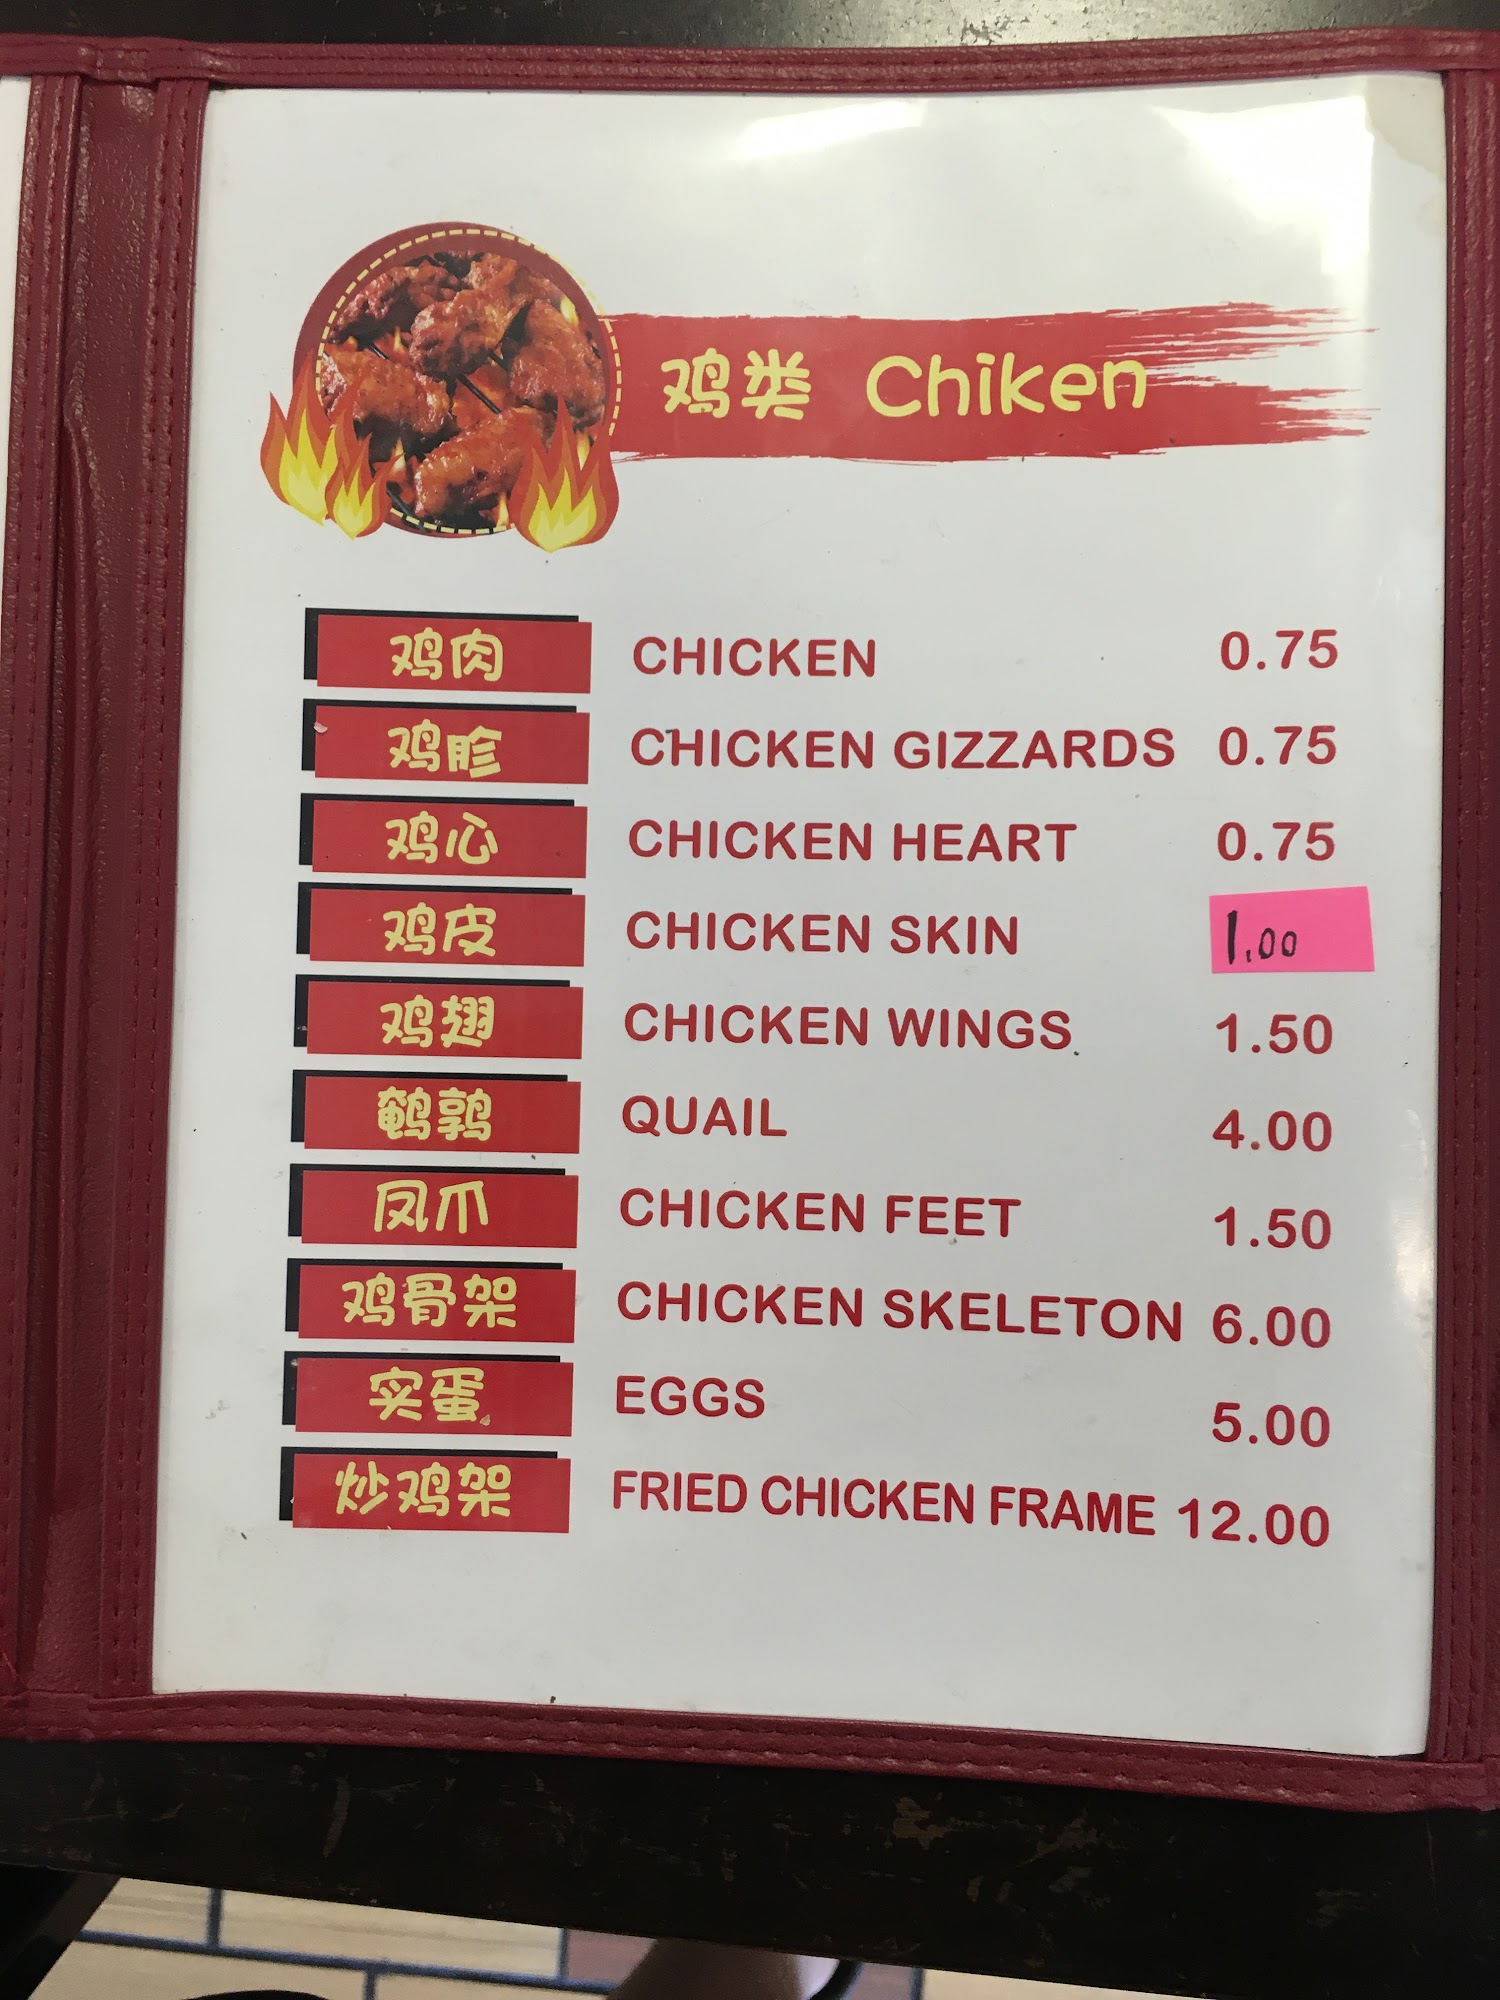 鸡类 Chiken
鸡肉 CHICKEN 0.75
鸡胗 CHICKEN GIZZARDS 0.75
鸡心 CHICKEN HEART 0.75
鸡皮 CHICKEN SKIN 1.00
鸡翅 CHICKEN WINGS 1.50
鹌鹑 QUAIL 4.00
凤爪 CHICKEN FEET 1.50
鸡骨架 CHICKEN SKELETON 6.00
实蛋 EGGS 5.00
炒鸡架 FRIED CHICKEN FRAME 12.00